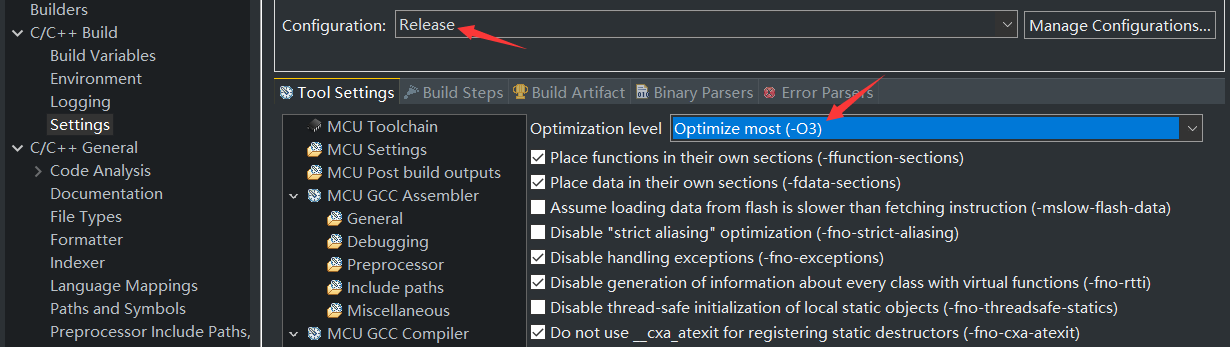 Builders
C/C++ Build
Build Variables
Environment
Logging
Settings
C/C++ General
Code Analysis
Documentation
File Types
Formatter
Indexer
Language Mappings
Paths and Symbols
Preprocessor Include Paths,
Configuration: Release Manage Configurations...
Tool Settings Build Steps Build Artifact Binary Parsers Error Parsers
MCU Toolchain
MCU Settings
MCU Post build outputs
MCU GCC Assembler
General
Debugging
Preprocessor
Include paths
Miscellaneous
MCU GCC Compiler
Optimization level Optimize most (-O3)
Place functions in their own sections (-ffunction-sections)
Place data in their own sections (-fdata-sections)
Assume loading data from flash is slower than fetching instruction (-mslow-flash-data)
Disable "strict aliasing" optimization (-fno-strict-aliasing)
Disable handling exceptions (-fno-exceptions)
Disable generation of information about every class with virtual functions (-fno-rtti)
Disable thread-safe initialization of local static objects (-fno-threadsafe-statics)
Do not use __cxa_atexit for registering static destructors (-fno-cxa-atexit)